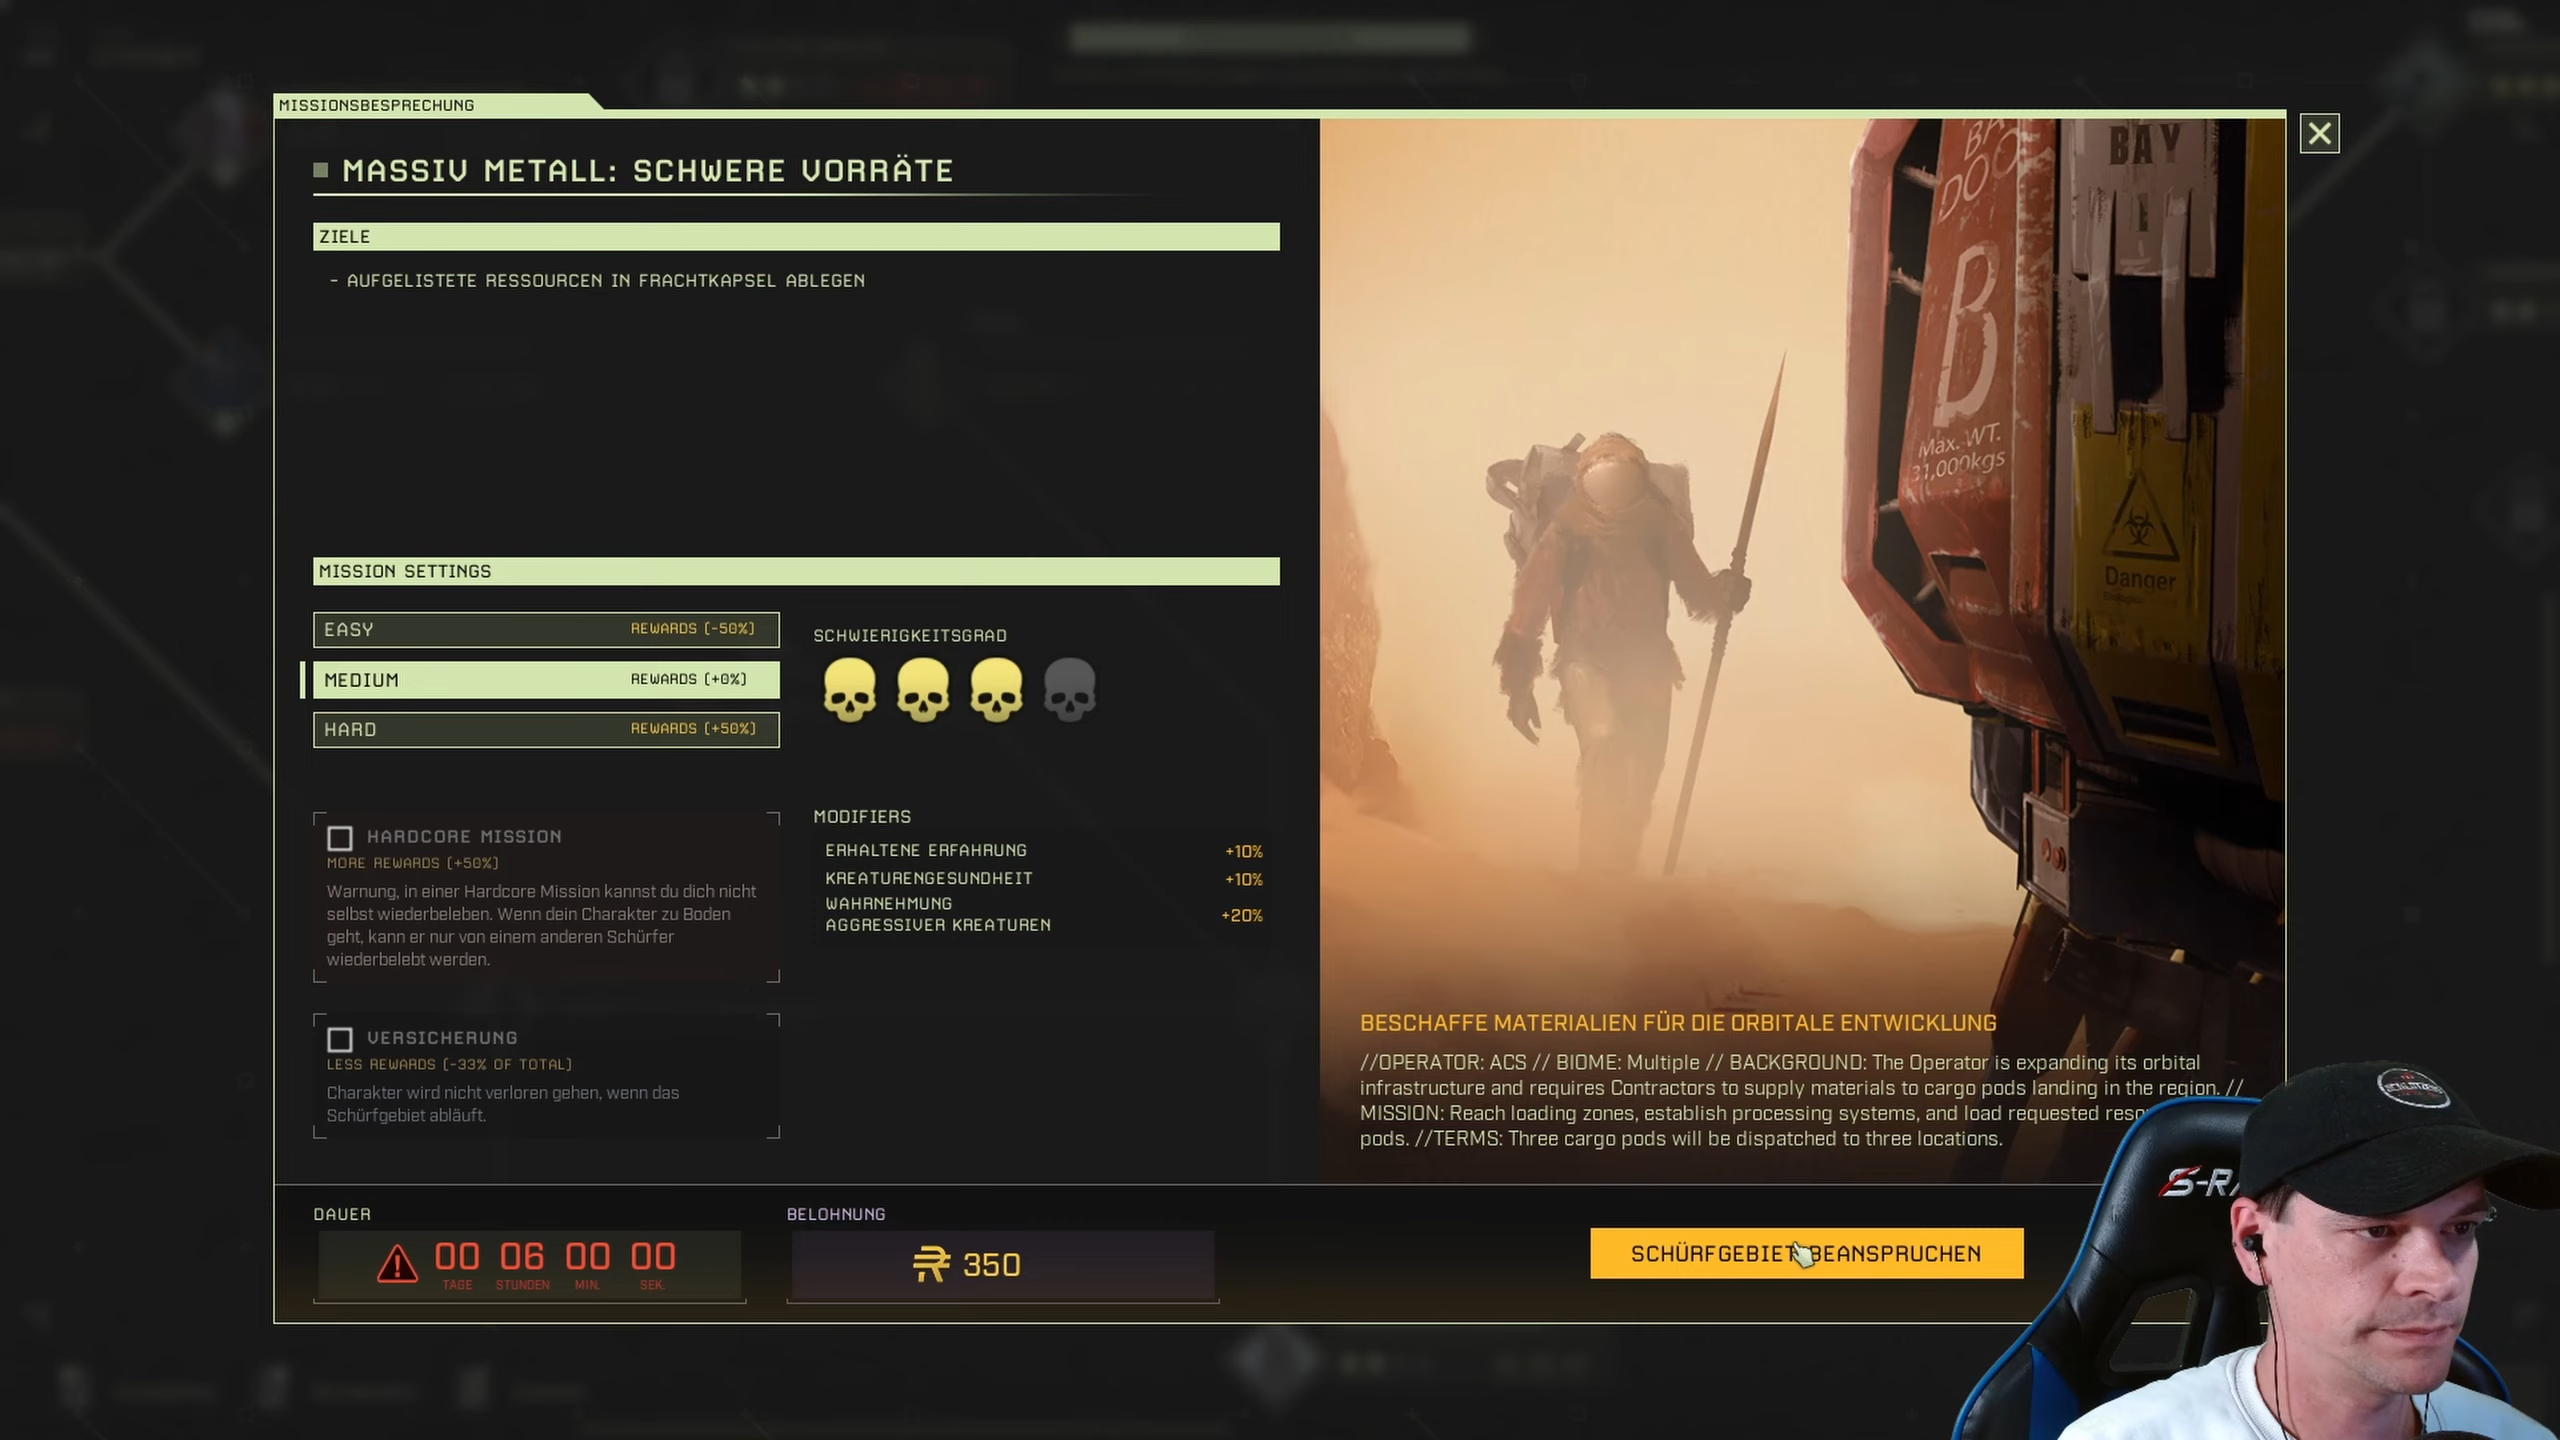 MISSIONSBESPRECHUNG
MASSIV METALL: SCHWERE VORRÄTE
ZIELE
- AUFGELISTETE RESSOURCEN IN FRACHTKAPSEL ABLEGEN
MISSION SETTINGS
EASY REWARDS (-50%)
MEDIUM REWARDS (+0%)
HARD REWARDS (+50%)
SCHWIERIGKEITSGRAD
HARDCORE MISSION
MORE REWARDS (+50%)
Warnung, in einer Hardcore Mission kannst du dich nicht
selbst wiederbeleben. Wenn dein Charakter zu Boden
geht, kann er nur von einem anderen Schürfer
wiederbelebt werden.
MODIFIERS
ERHALTENE ERFAHRUNG +10%
KREATURENGESUNDHEIT +10%
WAHRNEHMUNG
AGGRESSIVER KREATUREN +20%
VERSICHERUNG
LESS REWARDS (-33% OF TOTAL)
Charakter wird nicht verloren gehen, wenn das
Schürfgebiet abläuft.
BAY
DOO
B
Max. WT.
31,000kgs
BAY
Danger
BESCHAFFE MATERIALIEN FÜR DIE ORBITALE ENTWICKLUNG
//OPERATOR: ACS // BIOME: Multiple // BACKGROUND: The Operator is expanding its orbital
infrastructure and requires Contractors to supply materials to cargo pods landing in the region. //
MISSION: Reach loading zones, establish processing systems, and load requested
pods. //TERMS: Three cargo pods will be dispatched to three locations.
DAUER
00 06 00 00
TAGE STUNDEN MIN. SEK.
BELOHNUNG
350
SCHÜRFGEBIET BEANSPRUCHEN